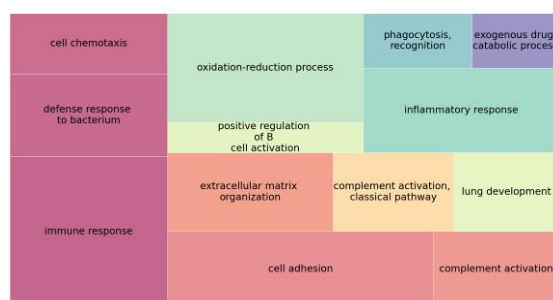 cell chemotaxis
defense response
to bacterium
immune response
oxidation-reduction process
positive regulation
of B
cell activation
phagocytosis,
recognition
exogenous drug
catabolic process
inflammatory response
extracellular matrix
organization
complement activation,
classical pathway
lung development
cell adhesion
complement activation